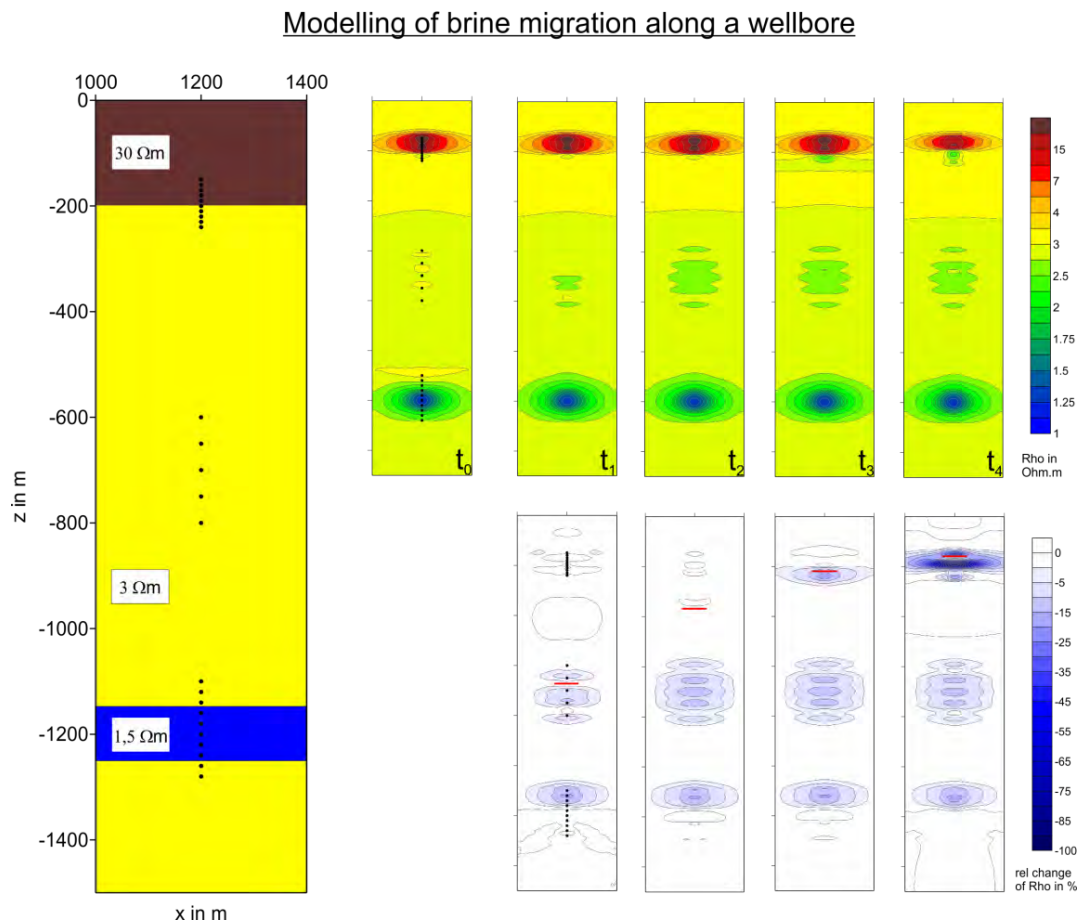 Modelling of brine migration along a wellbore
1000 1200 1400
0
-200
-400
-600
-800
-1000
-1200
-1400
z in m
x in m
30 Ωm
3 Ωm
1,5 Ωm
t0 t1 t2 t3 t4
15
7
4
3
2.5
2
1.75
1.5
1.25
1
Rho in
Ohm.m
0
-5
-15
-25
-35
-45
-55
-65
-75
-85
-100
rel change
of Rho in %